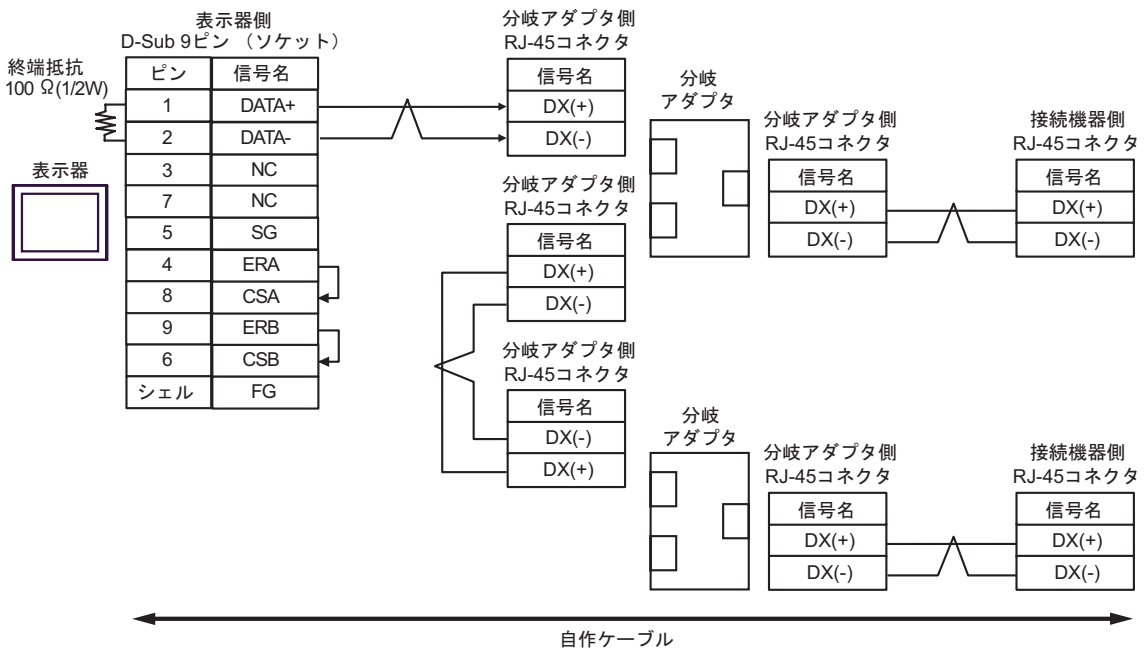 表示器側
D-Sub 9ピン （ソケット）
終端抵抗
100 Ω(1/2W)
表示器
ピン 信号名
1 DATA+
2 DATA-
3 NC
7 NC
5 SG
4 ERA
8 CSA
9 ERB
6 CSB
シェル FG
分岐アダプタ側
RJ-45コネクタ
信号名
DX(+)
DX(-)
分岐アダプタ側
RJ-45コネクタ
信号名
DX(+)
DX(-)
分岐アダプタ側
RJ-45コネクタ
信号名
DX(-)
DX(+)
分岐
アダプタ
分岐アダプタ側
RJ-45コネクタ
信号名
DX(+)
DX(-)
接続機器側
RJ-45コネクタ
信号名
DX(+)
DX(-)
分岐
アダプタ
分岐アダプタ側
RJ-45コネクタ
信号名
DX(+)
DX(-)
接続機器側
RJ-45コネクタ
信号名
DX(+)
DX(-)
自作ケーブル